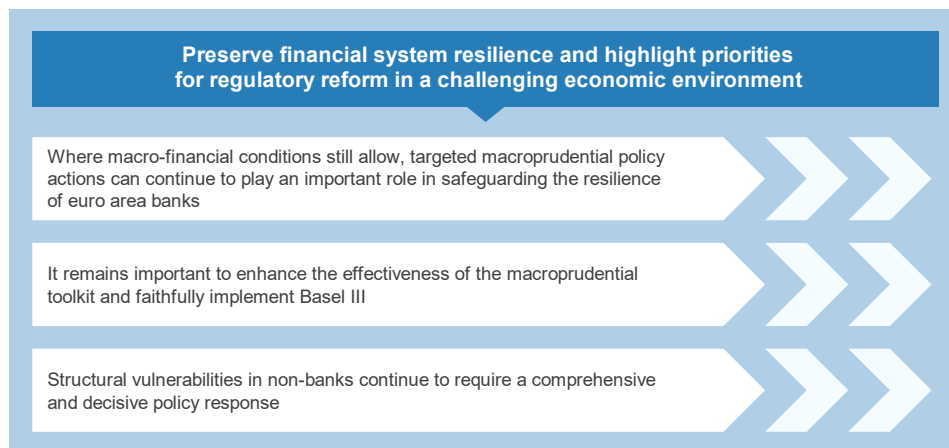 Preserve financial system resilience and highlight priorities
for regulatory reform in a challenging economic environment
Where macro-financial conditions still allow, targeted macroprudential policy
actions can continue to play an important role in safeguarding the resilience
of euro area banks
It remains important to enhance the effectiveness of the macroprudential
toolkit and faithfully implement Basel III
Structural vulnerabilities in non-banks continue to require a comprehensive
and decisive policy response